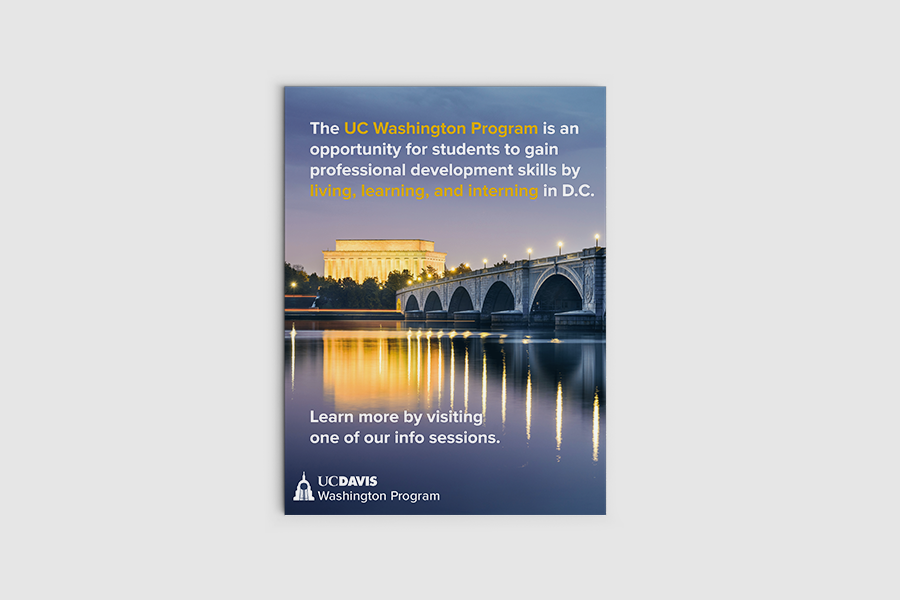 The UC Washington Program is an
opportunity for students to gain
professional development skills by
living, learning, and interning in D.C.
Learn more by visiting
one of our info sessions.
UCDAVIS
Washington Program